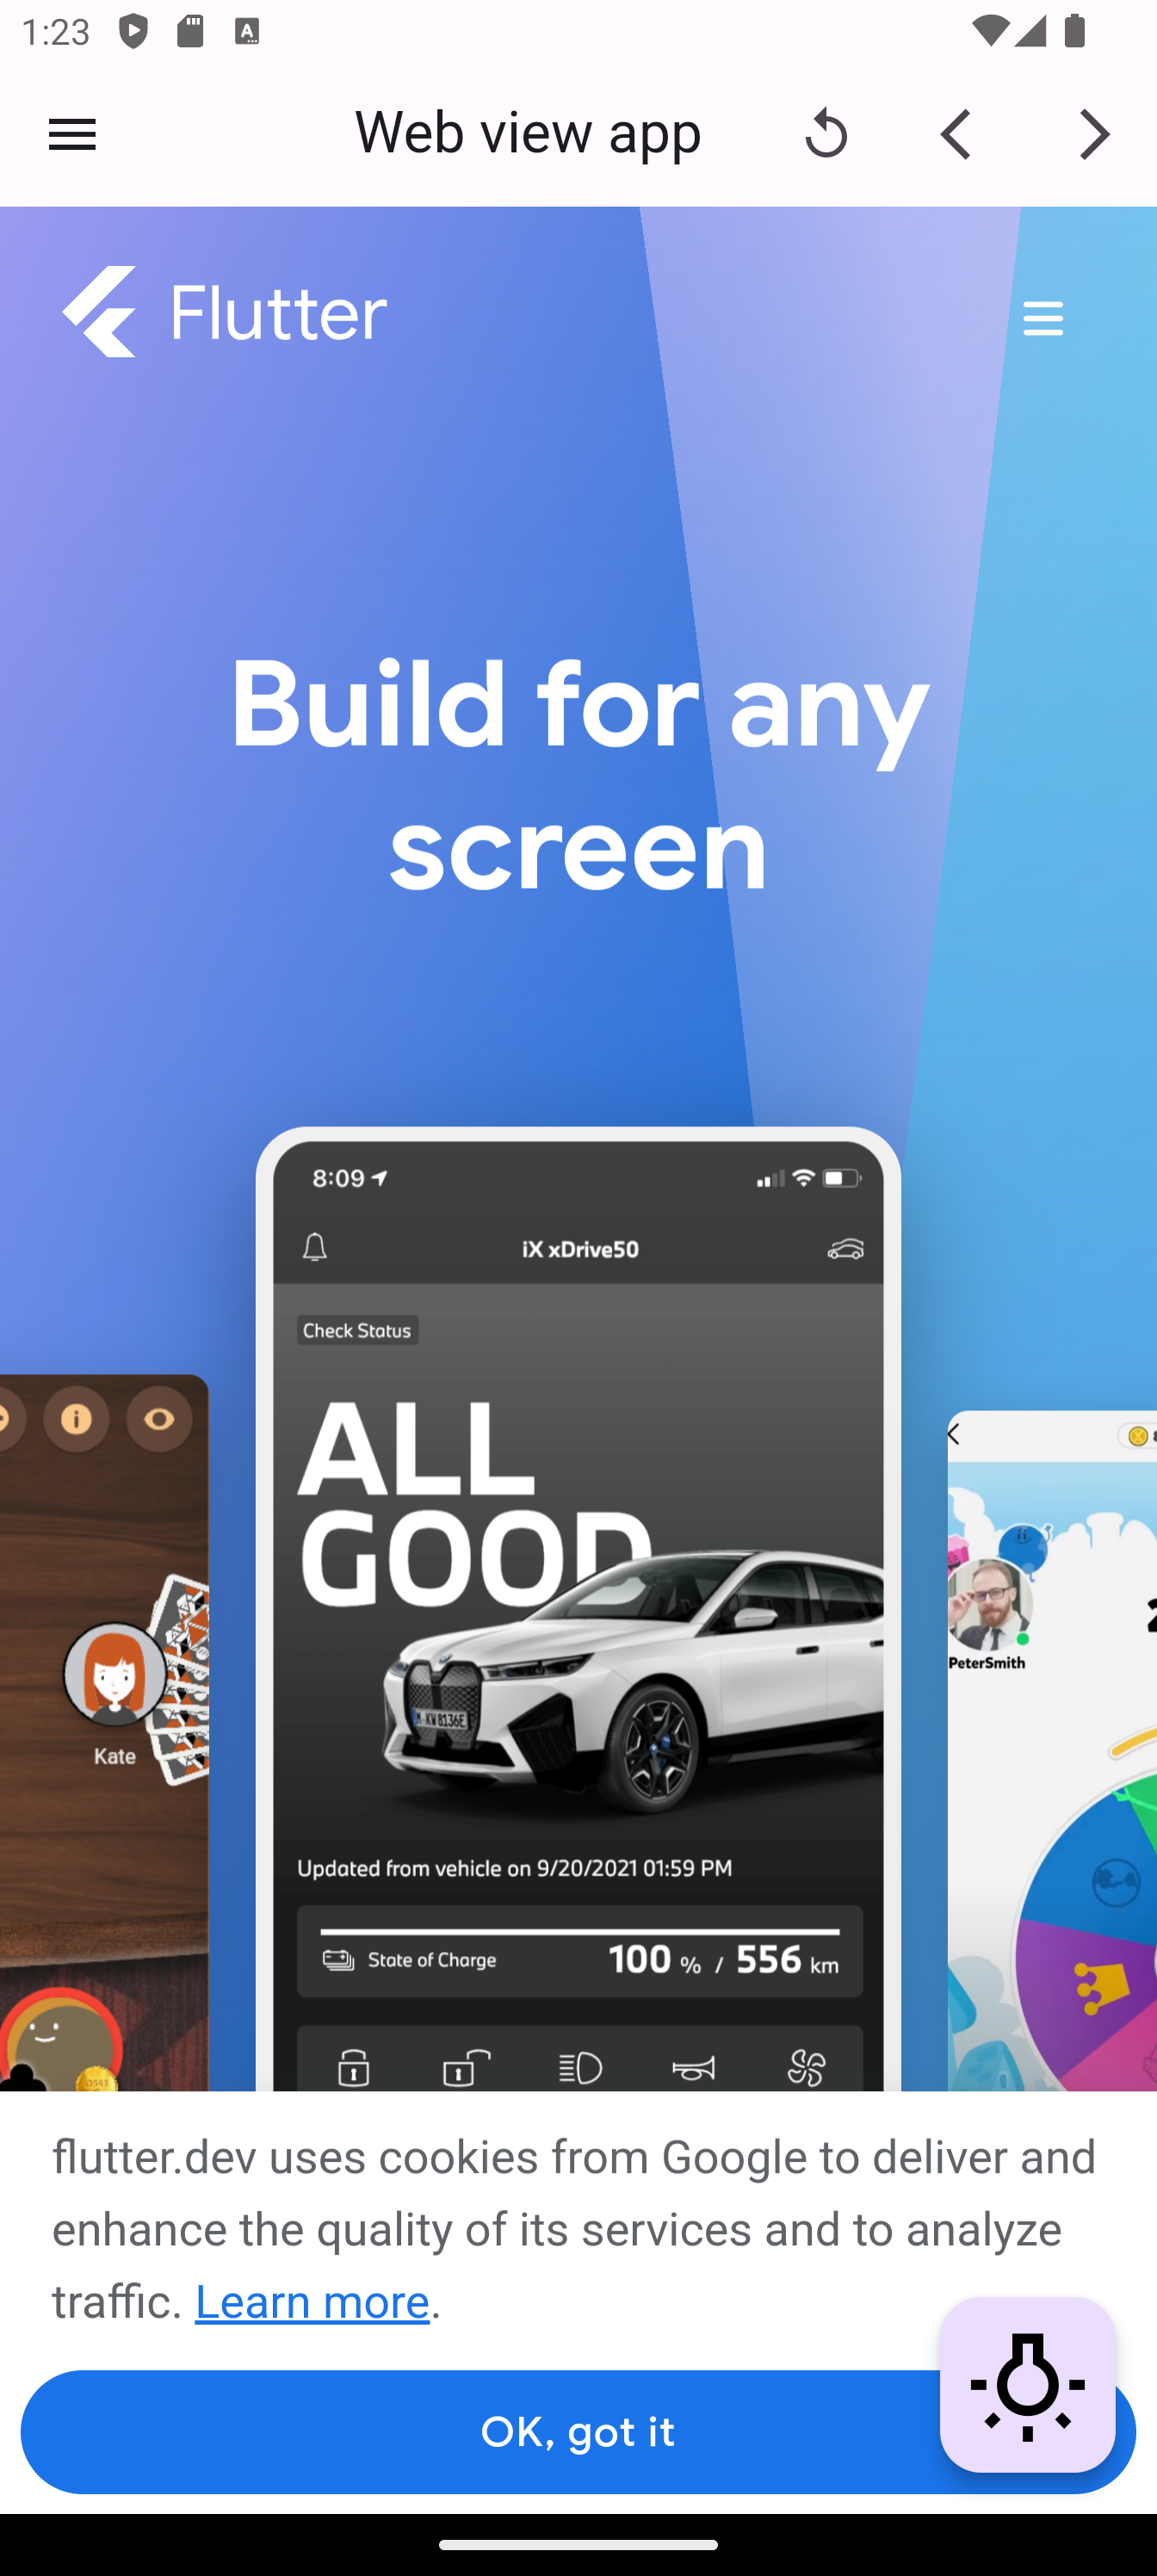 1:23
Web view app
Flutter
Build for any
screen
8:09
iX xDrive50
Check Status
ALL
GOOD
PeterSmith
Kate
Updated from vehicle on 9/20/2021 01:59 PM
State of Charge 100 % / 556 km
flutter.dev uses cookies from Google to deliver and
enhance the quality of its services and to analyze
traffic. Learn more.
OK, got it